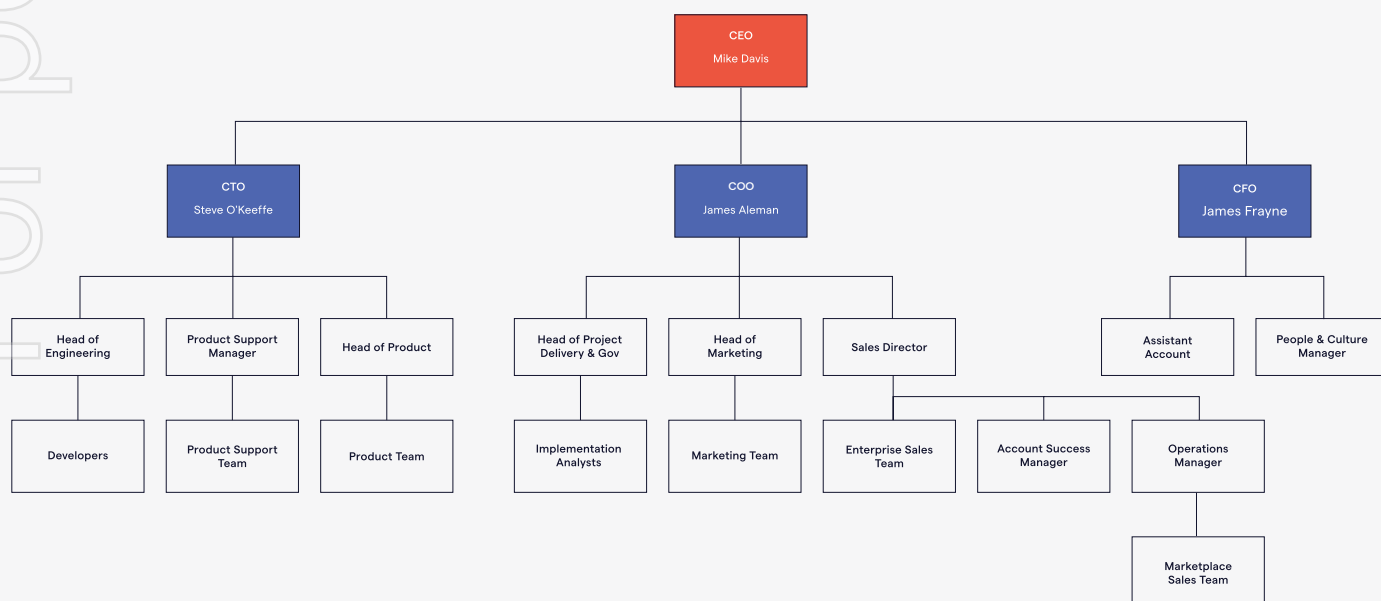 CEO
Mike Davis
CTO
Steve O'Keeffe
COO
James Aleman
CFO
James Frayne
Head of
Engineering
Product Support
Manager
Head of Product
Head of Project
Delivery & Gov
Head of
Marketing
Sales Director
Assistant
Account
People & Culture
Manager
Developers
Product Support
Team
Product Team
Implementation
Analysts
Marketing Team
Enterprise Sales
Team
Account Success
Manager
Operations
Manager
Marketplace
Sales Team